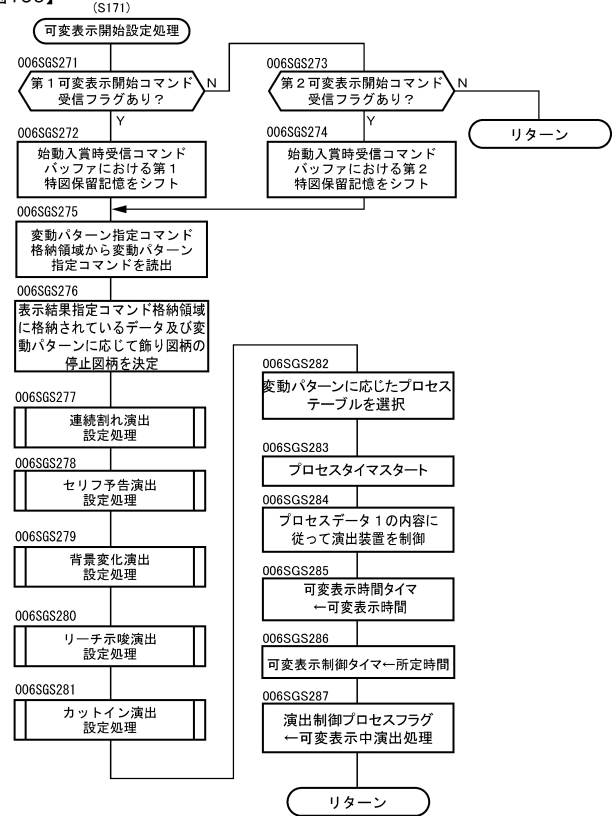 (S171)
可変表示開始設定処理
006SGS271
第1可変表示開始コマンド
受信フラグあり？
N
Y
006SGS273
第2可変表示開始コマンド
受信フラグあり？
N
Y
リターン
006SGS272
始動入賞時受信コマンド
バッファにおける第1
特図保留記憶をシフト
006SGS274
始動入賞時受信コマンド
バッファにおける第2
特図保留記憶をシフト
006SGS275
変動パターン指定コマンド
格納領域から変動パターン
指定コマンドを読出
006SGS276
表示結果指定コマンド格納領域
に格納されているデータ及び変
動パターンに応じて飾り図柄の
停止図柄を決定
006SGS277
連続割れ演出
設定処理
006SGS278
セリフ予告演出
設定処理
006SGS279
背景変化演出
設定処理
006SGS280
リーチ示唆演出
設定処理
006SGS281
カットイン演出
設定処理
006SGS282
変動パターンに応じたプロセス
テーブルを選択
006SGS283
プロセスタイマスタート
006SGS284
プロセスデータ1の内容に
従って演出装置を制御
006SGS285
可変表示時間タイマ
←可変表示時間
006SGS286
可変表示制御タイマ←所定時間
006SGS287
演出制御プロセスフラグ
←可変表示中演出処理
リターン